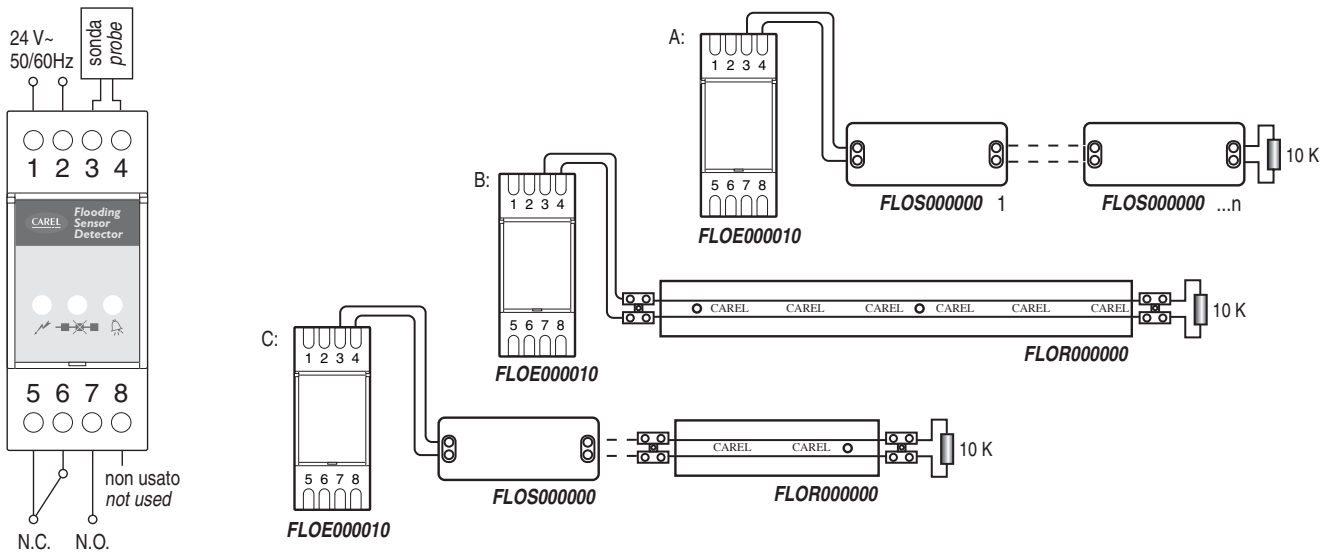 24 V~
50/60Hz
sonda
probe
1 2 3 4
CAREL
Flooding
Sensor
Detector
5 6 7 8
non usato
not used
N.C. N.O.
A:
1 2 3 4
5 6 7 8
FLOE000010
FLOS000000 1
FLOS000000 ...n
10 K
B:
1 2 3 4
5 6 7 8
FLOE000010
CAREL CAREL CAREL CAREL CAREL CAREL
FLOR000000
10 K
C:
1 2 3 4
5 6 7 8
FLOE000010
FLOS000000
CAREL CAREL
FLOR000000
10 K